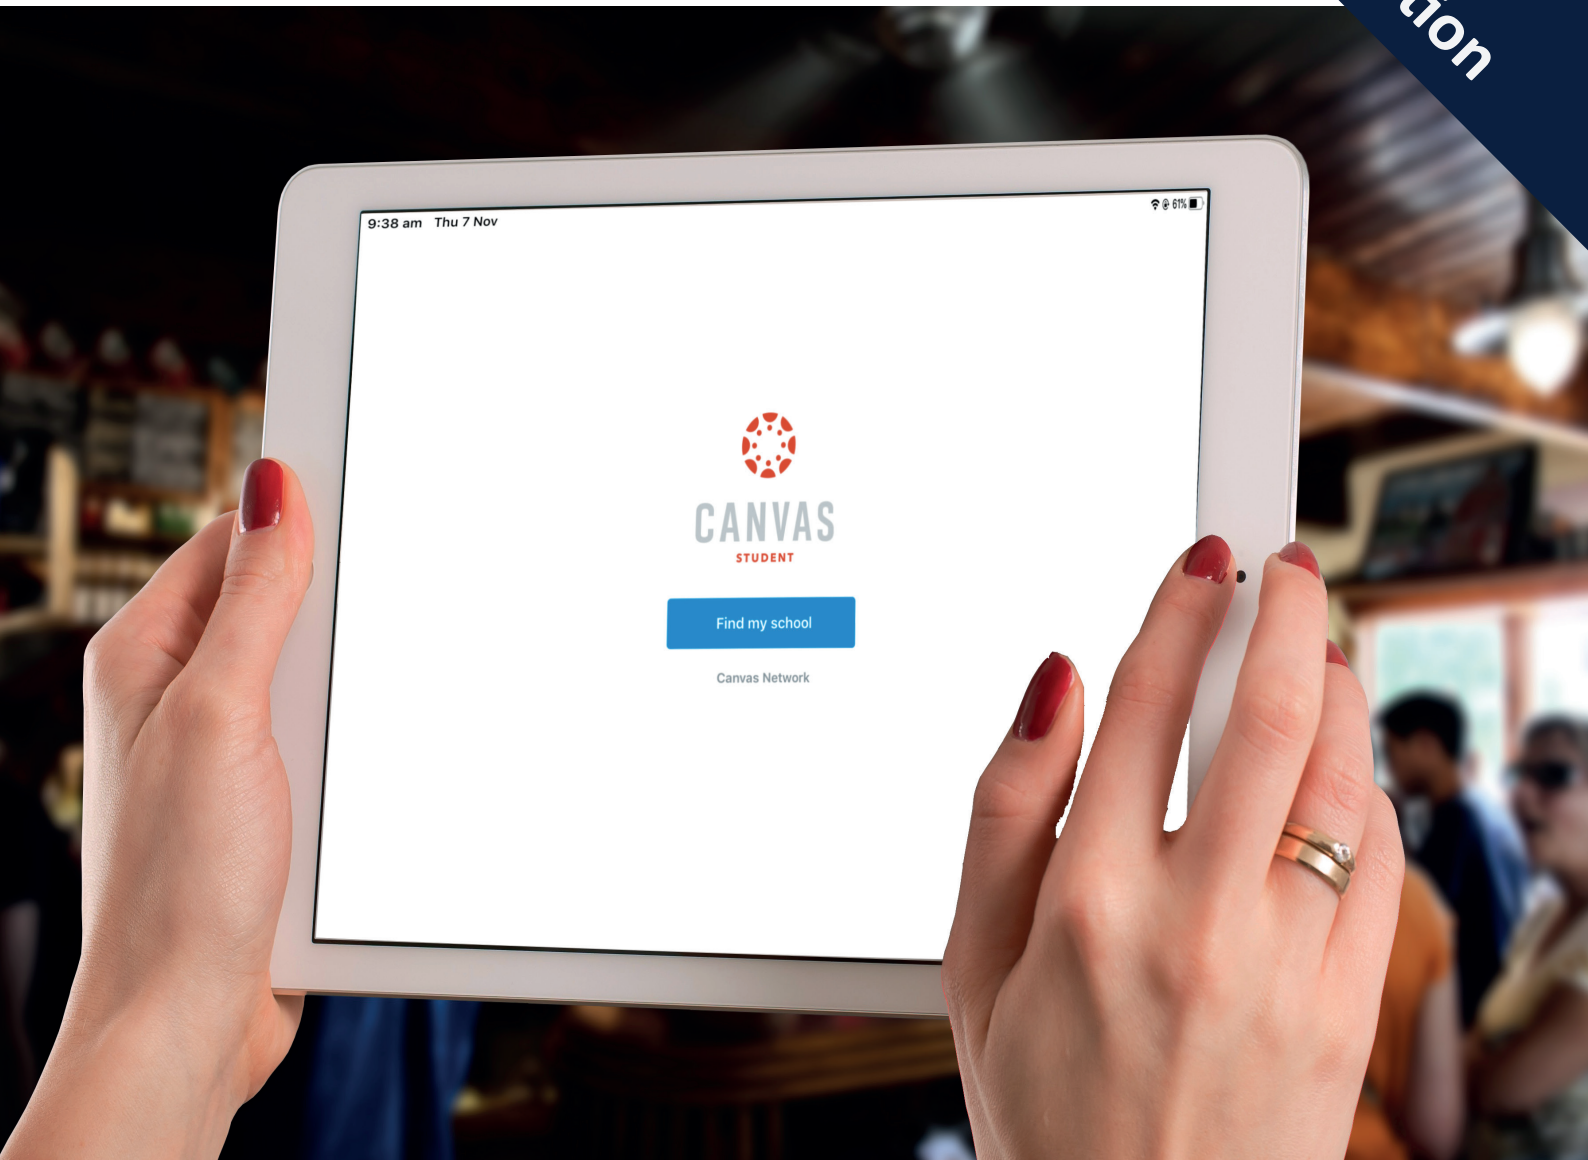 tion
9:38 am Thu 7 Nov
61%
CANVAS
STUDENT
Find my school
Canvas Network